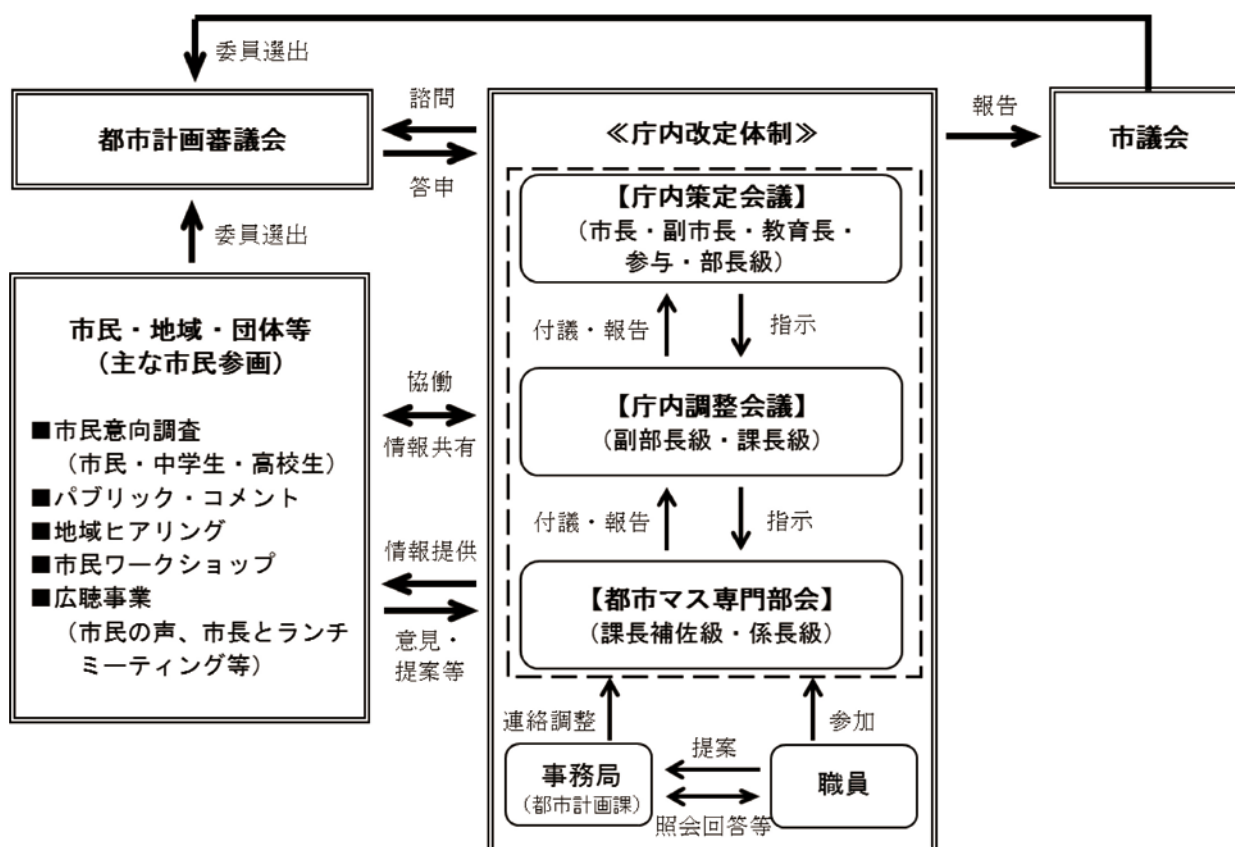 委員選出
都市計画審議会
諮問
答申
≪庁内改定体制≫
報告
市議会
【庁内策定会議】
（市長・副市長・教育長・
参与・部長級）
委員選出
市民・地域・団体等
（主な市民参画）
■市民意向調査
（市民・中学生・高校生）
■パブリック・コメント
■地域ヒアリング
■市民ワークショップ
■広聴事業
（市民の声、市長とランチ
ミーティング等）
協働
情報共有
情報提供
意見・
提案等
付議・報告
指示
【庁内調整会議】
（副部長級・課長級）
付議・報告
指示
【都市マス専門部会】
（課長補佐級・係長級）
連絡調整
参加
事務局
（都市計画課）
提案
照会回答等
職員